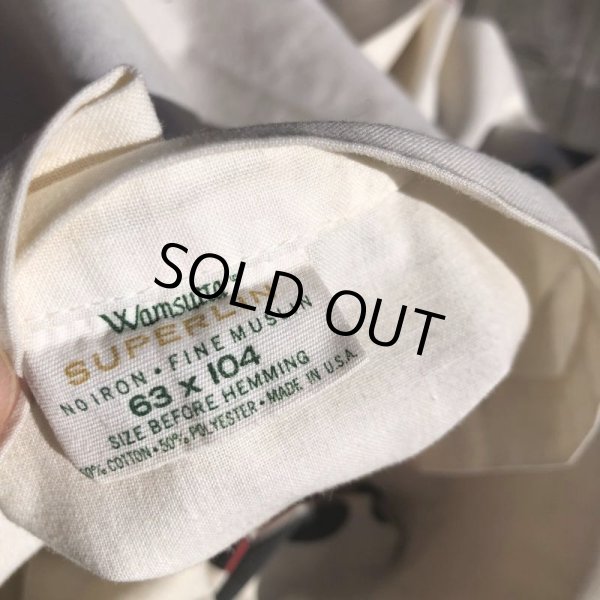 Wamsutta's
SUPERLIN
NO IRON • FINE MUSLIN
63 x 104
SIZE BEFORE HEMMING
50% COTTON • 50% POLYESTER • MADE IN U.S.A.
SOLD OUT